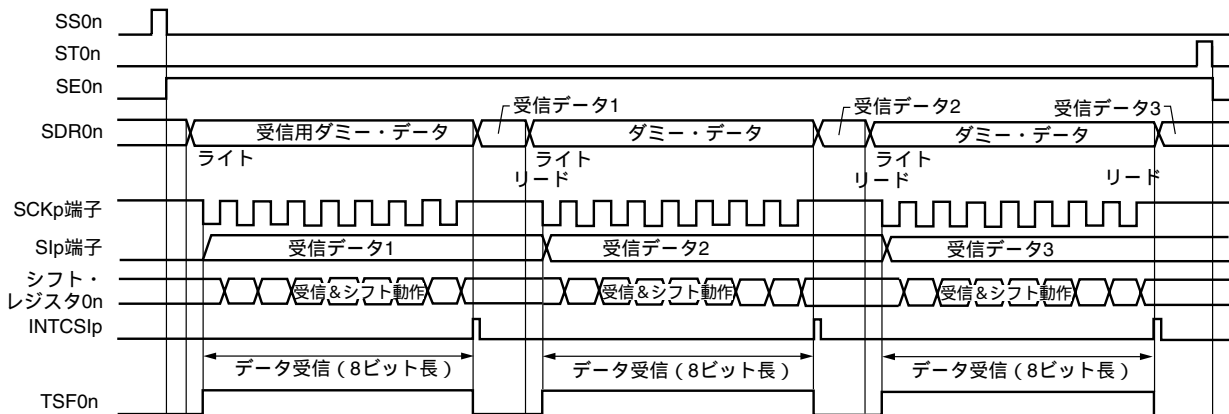 SS0n
ST0n
SE0n
受信データ1 受信データ2 受信データ3
SDR0n 受信用ダミー・データ ダミー・データ ダミー・データ
ライト ライト ライト
リード リード リード
SCKp端子
SIp端子 受信データ1 受信データ2 受信データ3
シフト・
レジスタ0n 受信&シフト動作 受信&シフト動作 受信&シフト動作
INTCSIp
データ受信(8ビット長) データ受信(8ビット長) データ受信(8ビット長)
TSF0n